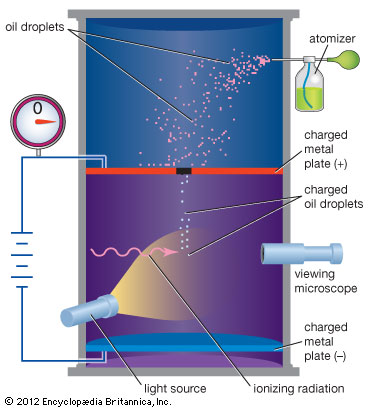 oil droplets
atomizer
0
charged
metal
plate (+)
charged
oil droplets
viewing
microscope
charged
metal
plate (–)
light source
ionizing radiation
© 2012 Encyclopædia Britannica, Inc.